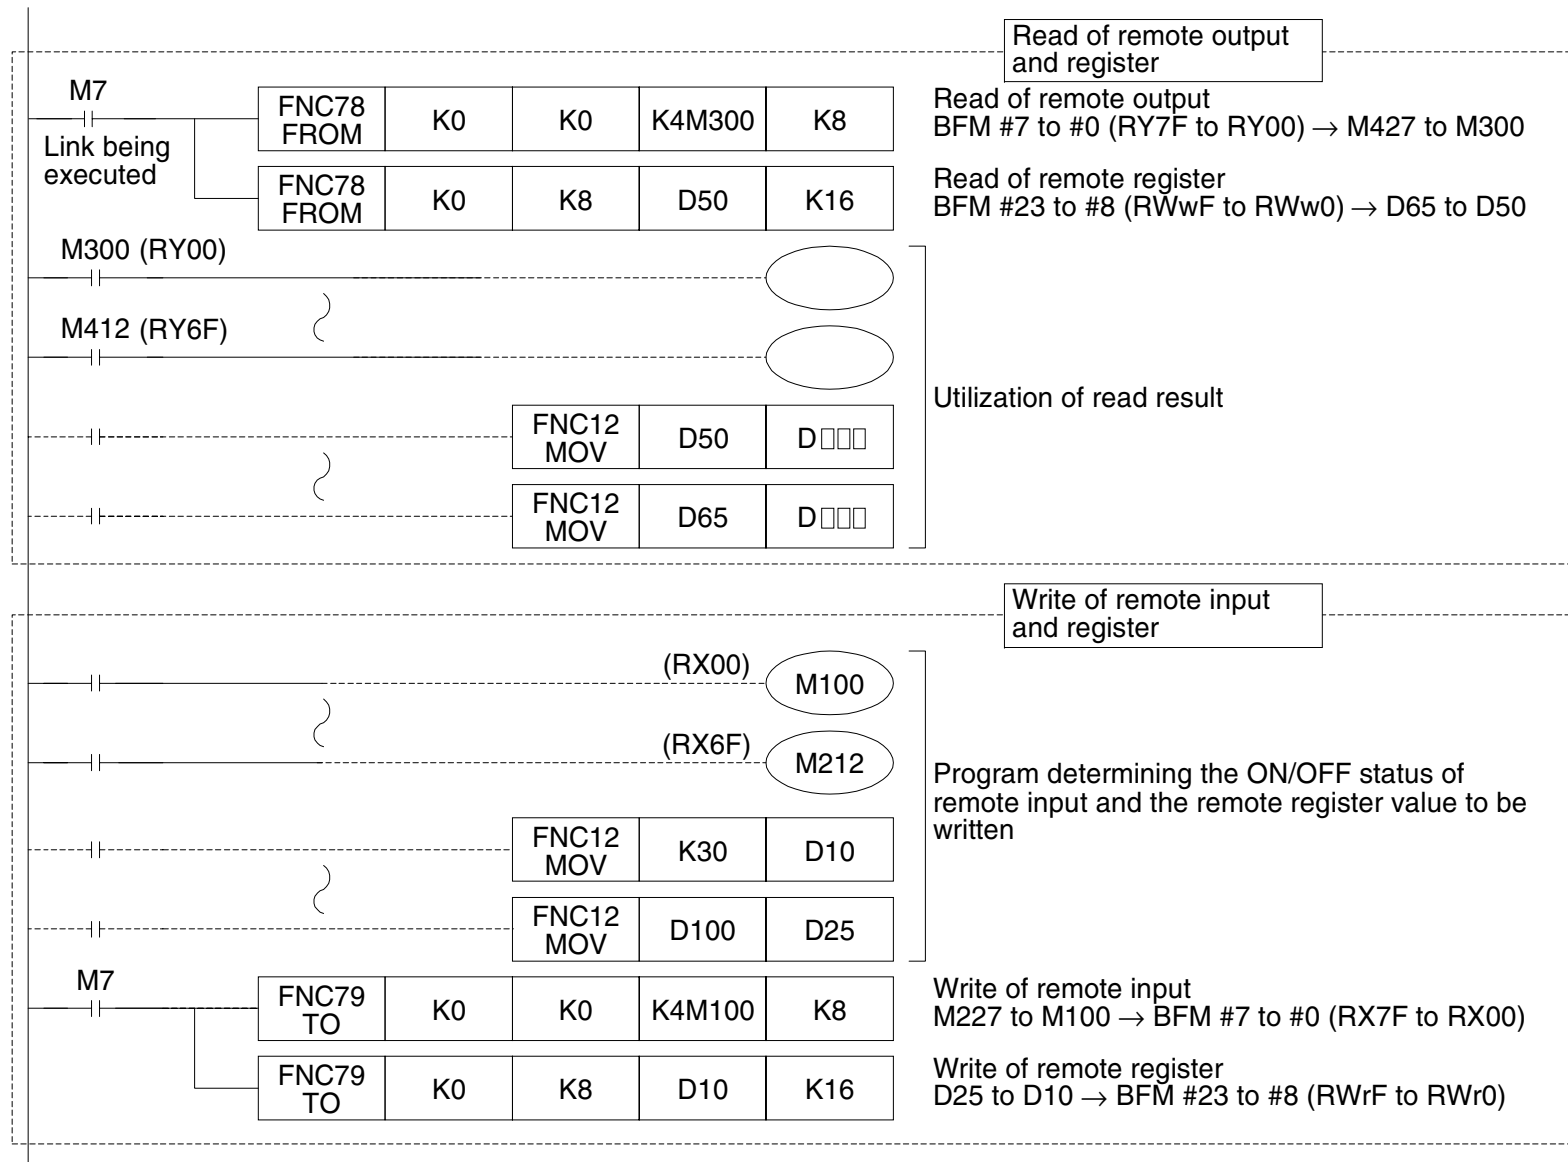 Read of remote output
and register
M7
Link being
executed
FNC78
FROM
K0
K0
K4M300
K8
Read of remote output
BFM #7 to #0 (RY7F to RY00) → M427 to M300
FNC78
FROM
K0
K8
D50
K16
Read of remote register
BFM #23 to #8 (RWwF to RWw0) → D65 to D50
M300 (RY00)
M412 (RY6F)
FNC12
MOV
D50
D□□□
FNC12
MOV
D65
D□□□
Utilization of read result
Write of remote input
and register
(RX00)
M100
(RX6F)
M212
FNC12
MOV
K30
D10
FNC12
MOV
D100
D25
Program determining the ON/OFF status of
remote input and the remote register value to be
written
M7
FNC79
TO
K0
K0
K4M100
K8
Write of remote input
M227 to M100 → BFM #7 to #0 (RX7F to RX00)
FNC79
TO
K0
K8
D10
K16
Write of remote register
D25 to D10 → BFM #23 to #8 (RWrF to RWr0)